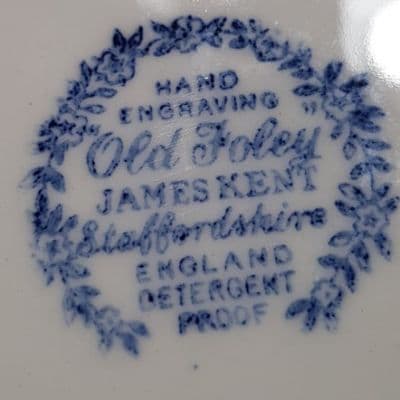 HAND
ENGRAVING
"Old Foley"
JAMES KENT
Staffordshire
ENGLAND
DETERGENT
PROOF